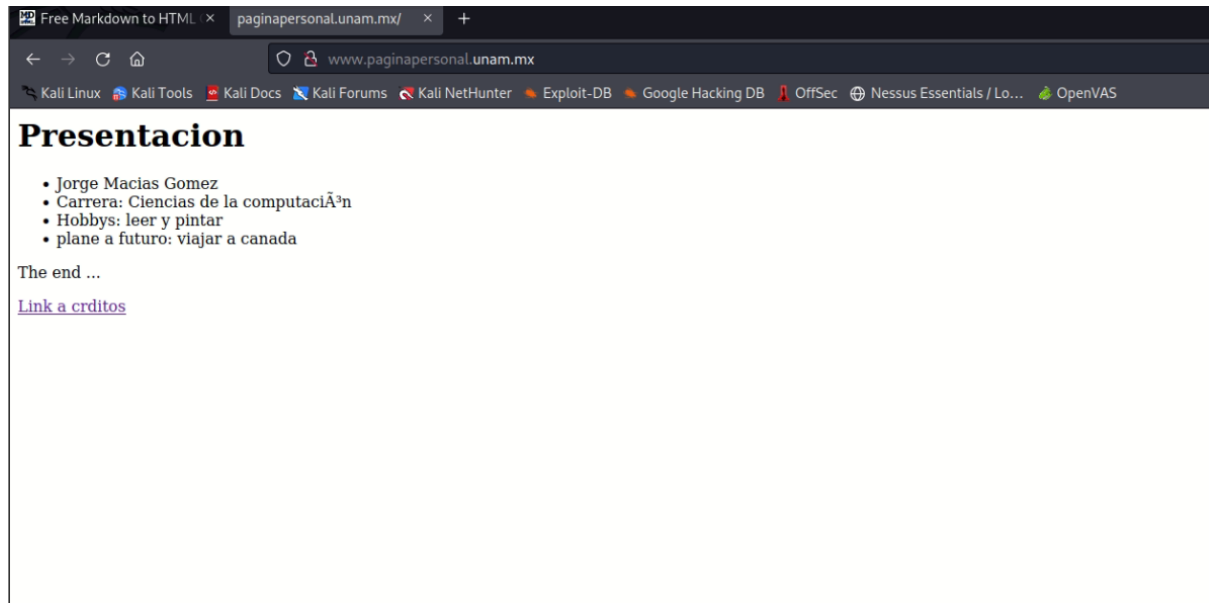 Free Markdown to HTML
paginapersonal.unam.mx/
www.paginapersonal.unam.mx
Kali Linux Kali Tools Kali Docs Kali Forums Kali NetHunter Exploit-DB Google Hacking DB OffSec Nessus Essentials / Lo... OpenVAS
Presentacion
• Jorge Macias Gomez
• Carrera: Ciencias de la computaciÃ³n
• Hobbys: leer y pintar
• plane a futuro: viajar a canada
The end ...
Link a crditos